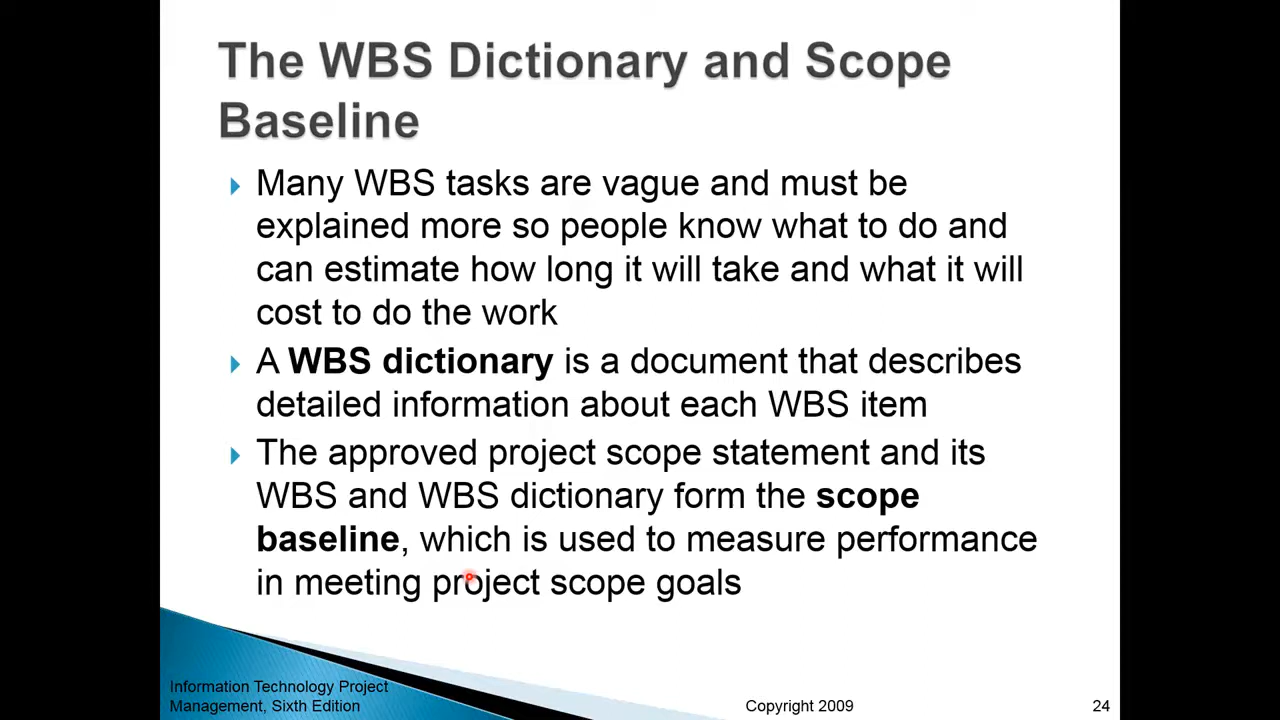 The WBS Dictionary and Scope
Baseline
Many WBS tasks are vague and must be
explained more so people know what to do and
can estimate how long it will take and what it will
cost to do the work
A WBS dictionary is a document that describes
detailed information about each WBS item
The approved project scope statement and its
WBS and WBS dictionary form the scope
baseline, which is used to measure performance
in meeting project scope goals
Information Technology Project
Management, Sixth Edition
Copyright 2009
24